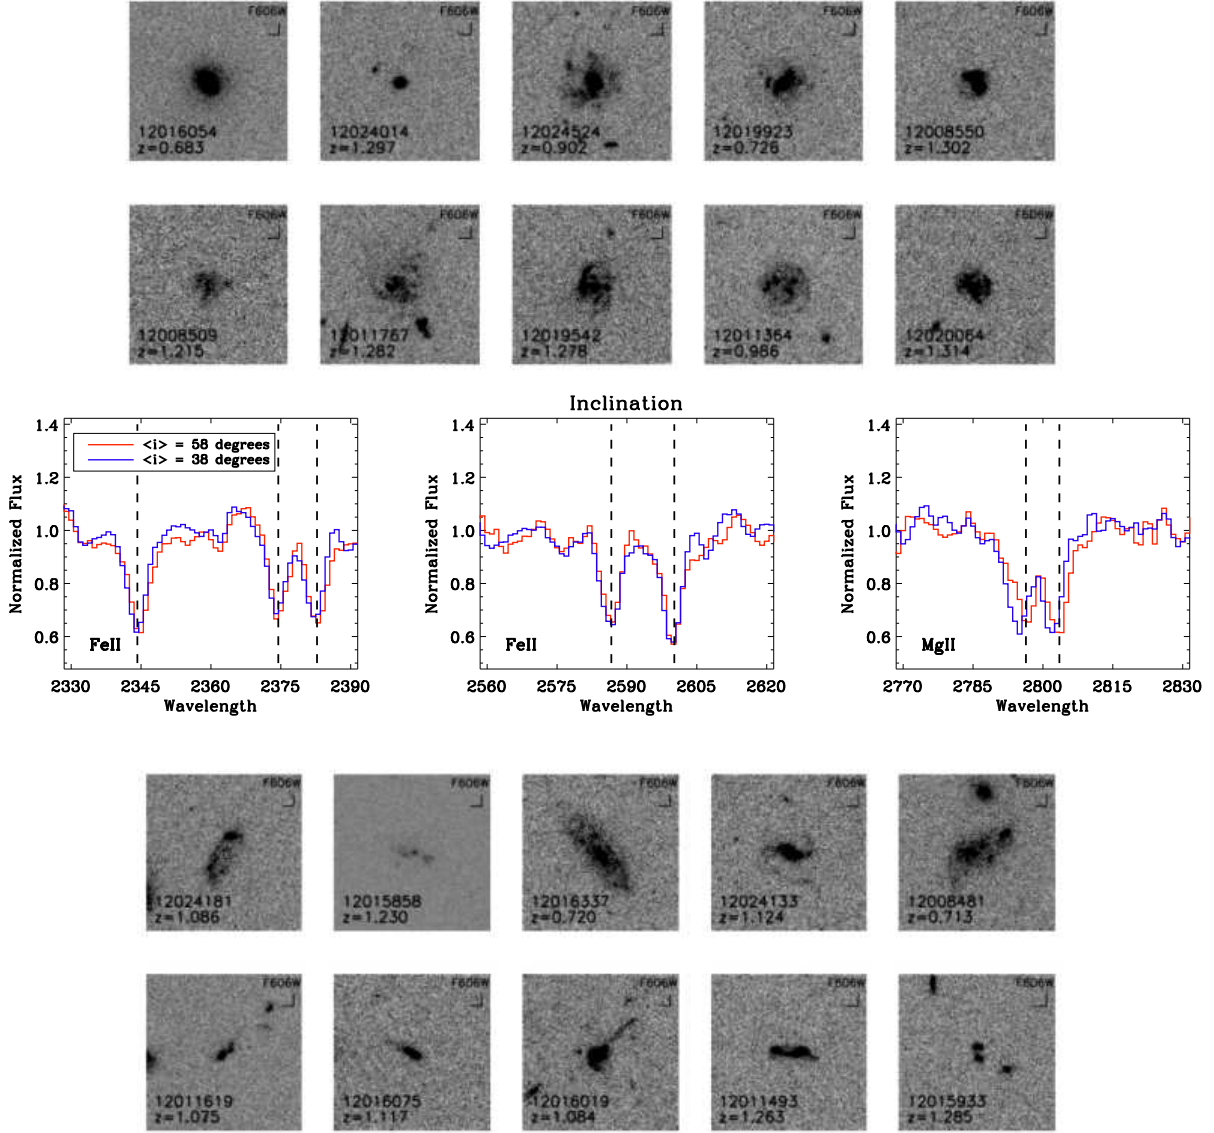 F606W
12016054
z=0.683
F606W
12024014
z=1.297
F606W
12024524
z=0.902
F606W
12019923
z=0.726
F606W
12008550
z=1.302
F606W
12008509
z=1.215
F606W
12011767
z=1.282
F606W
12019542
z=1.278
F606W
12011364
z=0.986
F606W
12020064
z=1.314
Inclination
1.4
1.2
1.0
0.8
0.6
Normalized Flux
<i> = 58 degrees
<i> = 38 degrees
FeII
2330 2345 2360 2375 2390
Wavelength
1.4
1.2
1.0
0.8
0.6
Normalized Flux
FeII
2560 2575 2590 2605 2620
Wavelength
1.4
1.2
1.0
0.8
0.6
Normalized Flux
MgII
2770 2785 2800 2815 2830
Wavelength
F606W
12024181
z=1.086
F606W
12015858
z=1.230
F606W
12016337
z=0.720
F606W
12024133
z=1.124
F606W
12008481
z=0.713
F606W
12011619
z=1.075
F606W
12016075
z=1.117
F606W
12016019
z=1.084
F606W
12011493
z=1.263
F606W
12015933
z=1.285